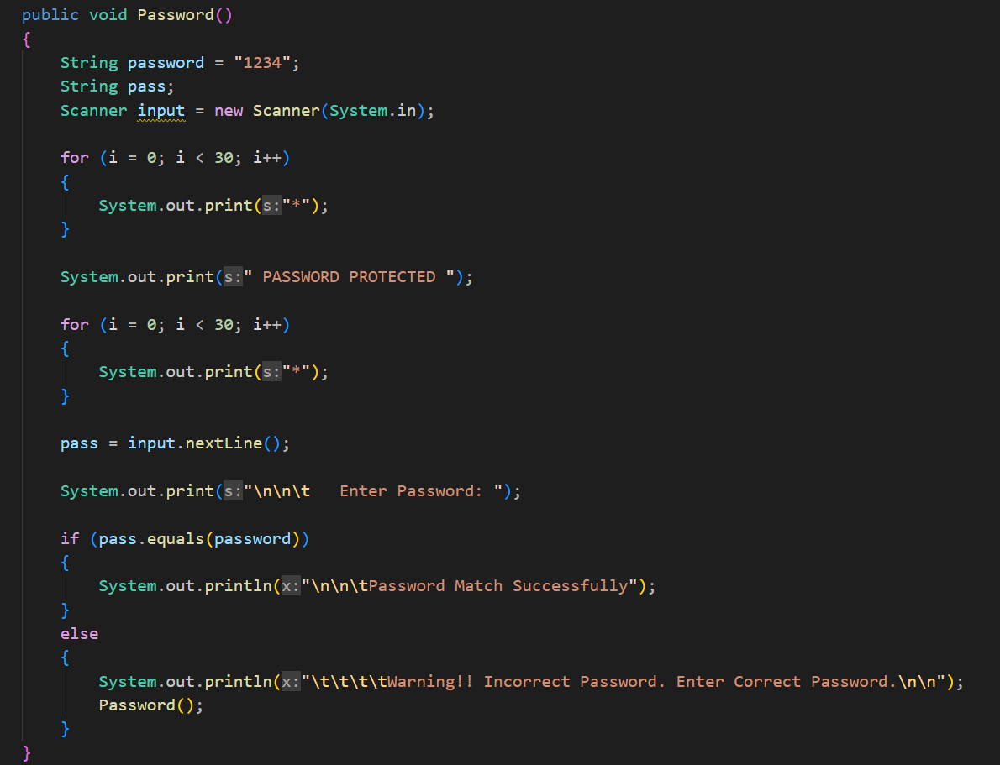 public void Password()
{
    String password = "1234";
    String pass;
    Scanner input = new Scanner(System.in);

    for (i = 0; i < 30; i++)
    {
        System.out.print(s:"*");
    }

    System.out.print(s:" PASSWORD PROTECTED ");

    for (i = 0; i < 30; i++)
    {
        System.out.print(s:"*");
    }

    pass = input.nextLine();

    System.out.print(s:"\n\n\t   Enter Password: ");

    if (pass.equals(password))
    {
        System.out.println(x:"\n\n\tPassword Match Successfully");
    }
    else
    {
        System.out.println(x:"\t\t\t\tWarning!! Incorrect Password. Enter Correct Password.\n\n");
        Password();
    }
}